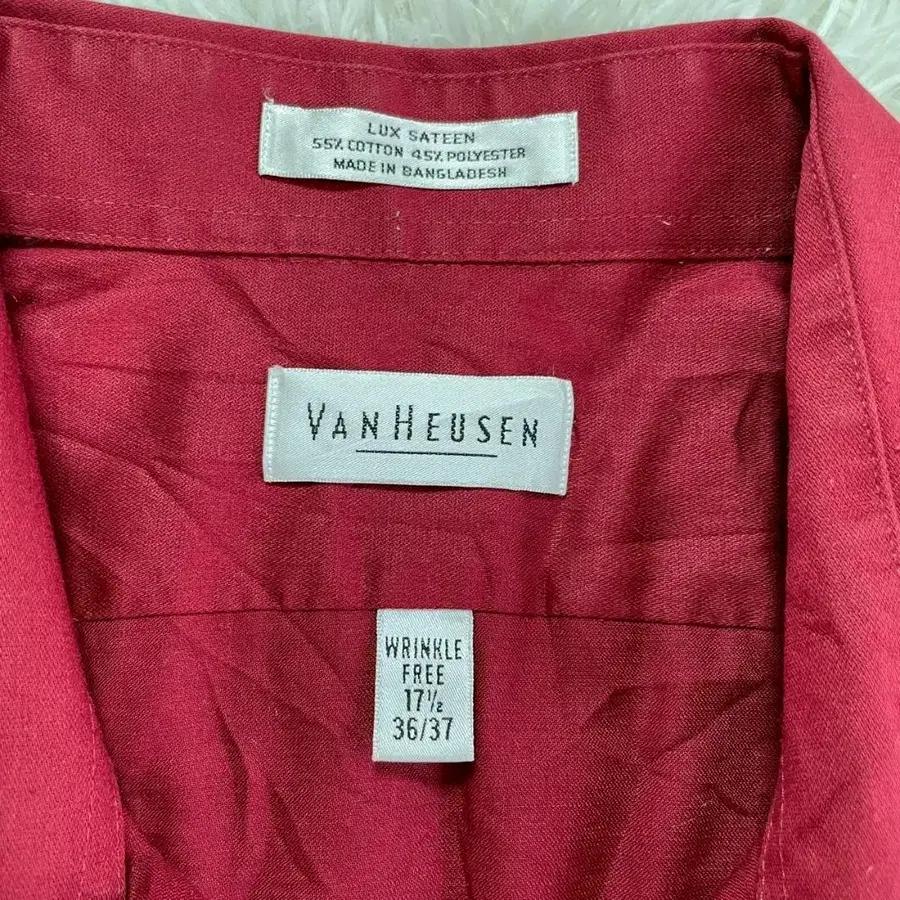 LUX SATEEN
55% COTTON 45% POLYESTER
MADE IN BANGLADESH
VAN HEUSEN
WRINKLE
FREE
17½
36/37